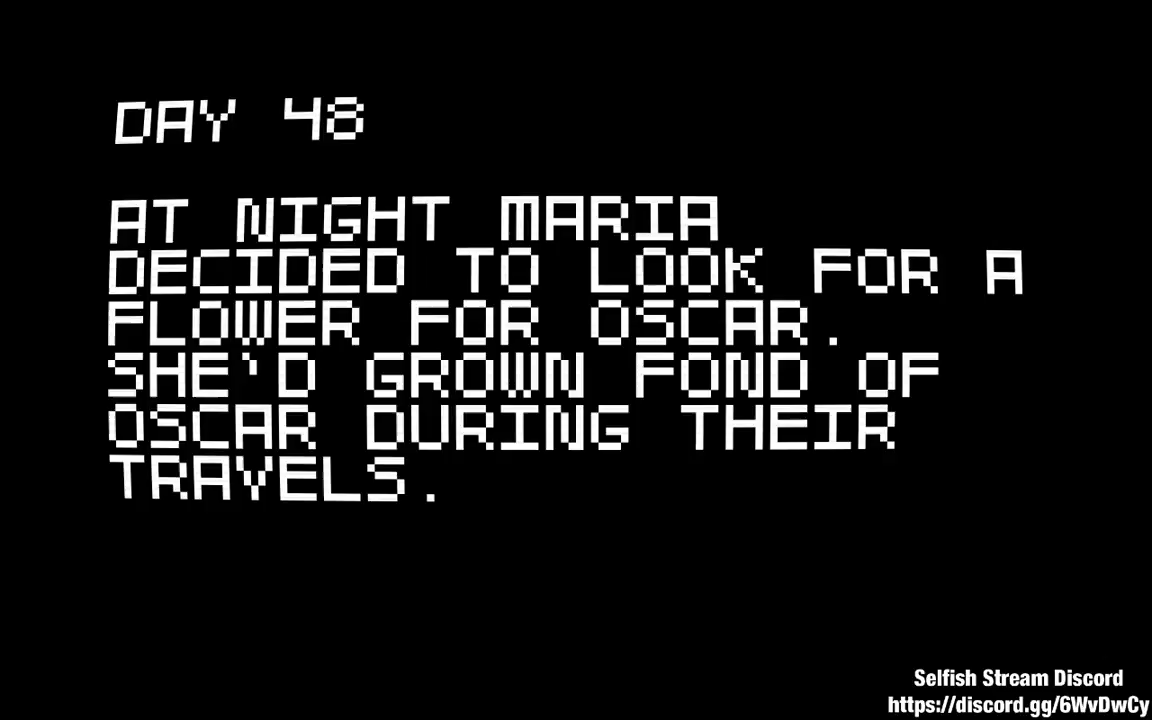 DAY 48
AT NIGHT MARIA
DECIDED TO LOOK FOR A
FLOWER FOR OSCAR.
SHE'D GROWN FOND OF
OSCAR DURING THEIR
TRAVELS.
Selfish Stream Discord
https://discord.gg/6WvDwCy